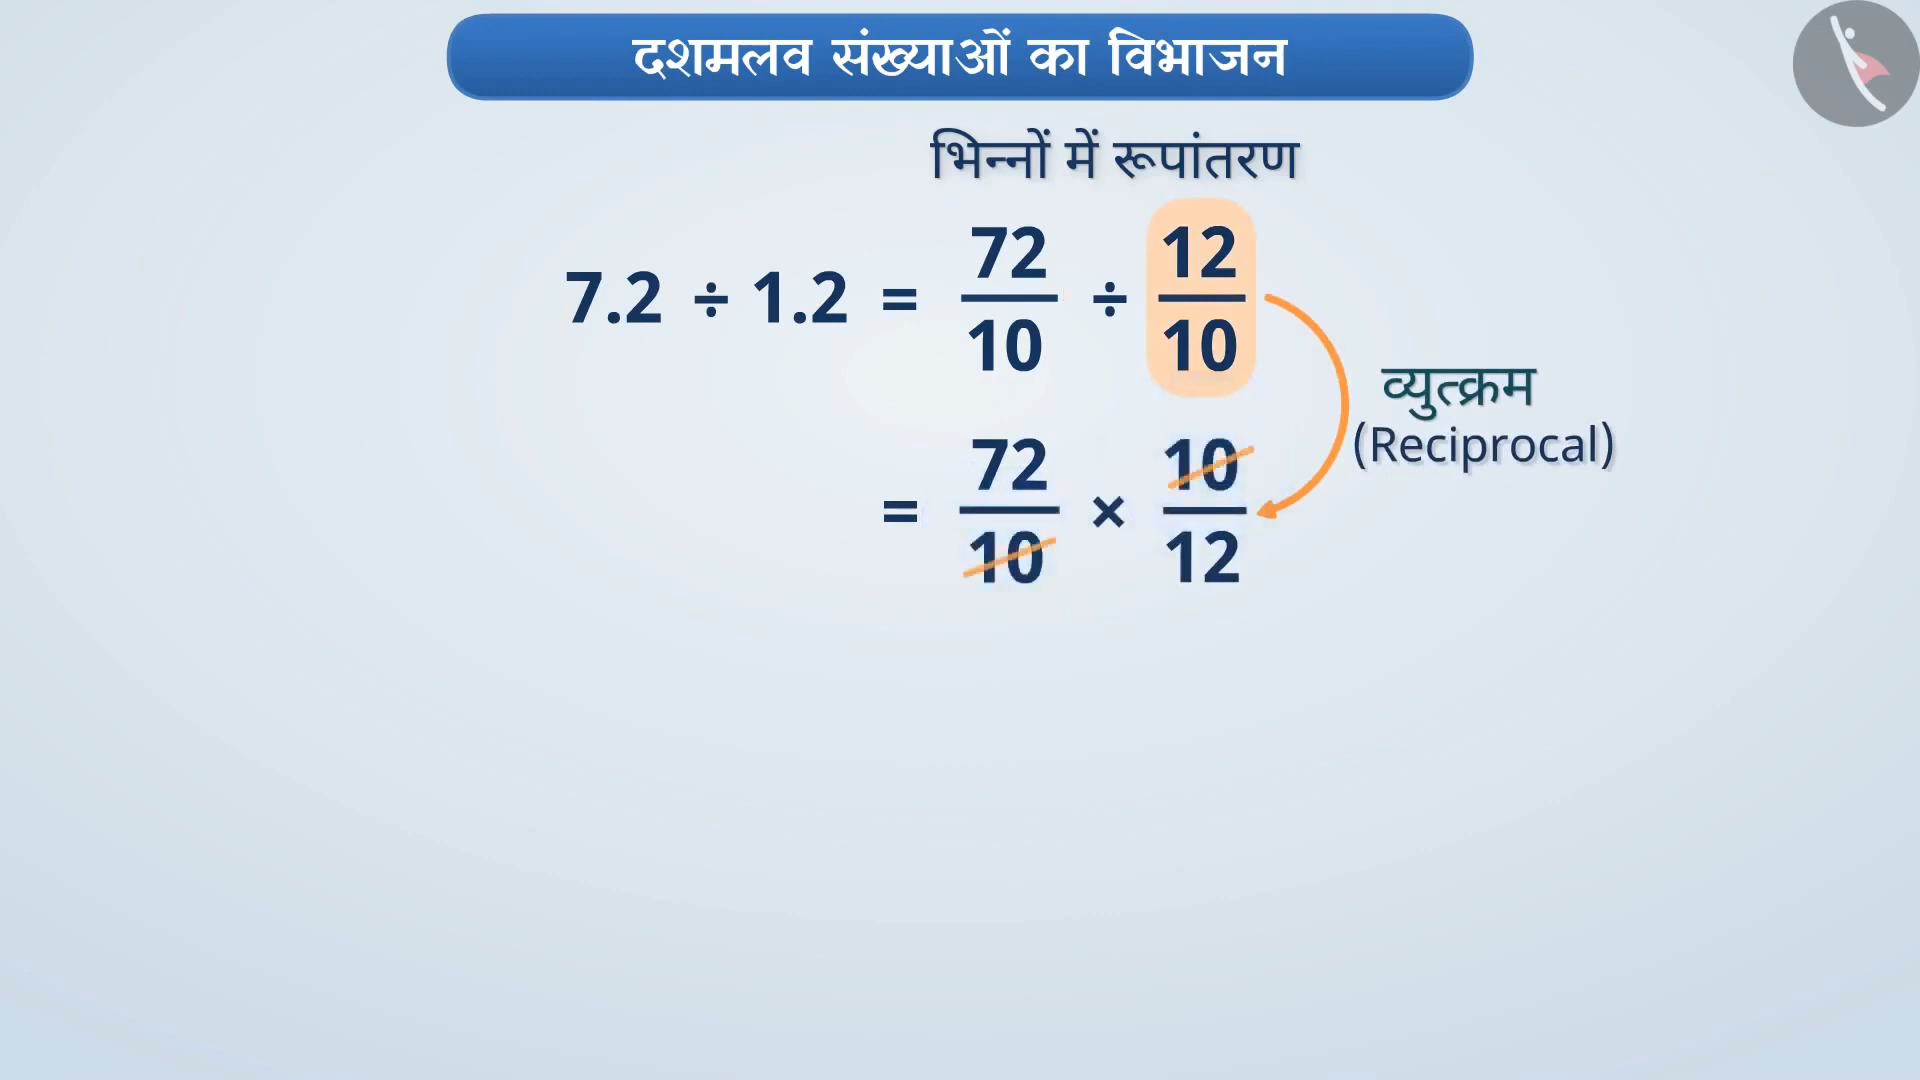 दशमलव संख्याओं का विभाजन
भिन्नों में रूपांतरण
7.2 ÷ 1.2 = 72/10 ÷ 12/10
व्युत्क्रम
(Reciprocal)
= 72/10 × 10/12